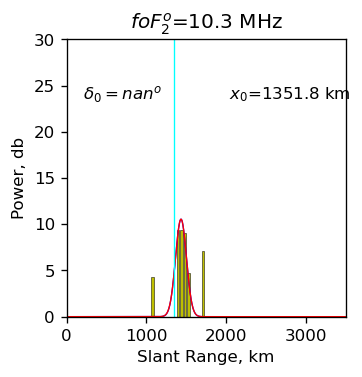 foF₂ᵒ=10.3 MHz
30
δ₀ = nanᵒ
x₀=1351.8 km
25
20
15
10
5
0
Power, db
0 1000 2000 3000
Slant Range, km